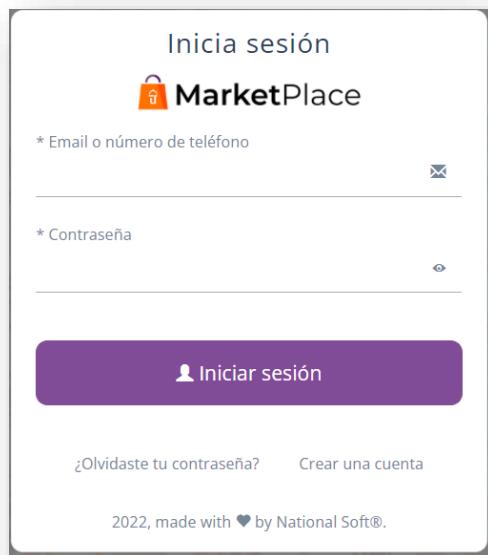 Inicia sesión
MarketPlace
* Email o número de teléfono
* Contraseña
Iniciar sesión
¿Olvidaste tu contraseña? Crear una cuenta
2022, made with ♥ by National Soft®.